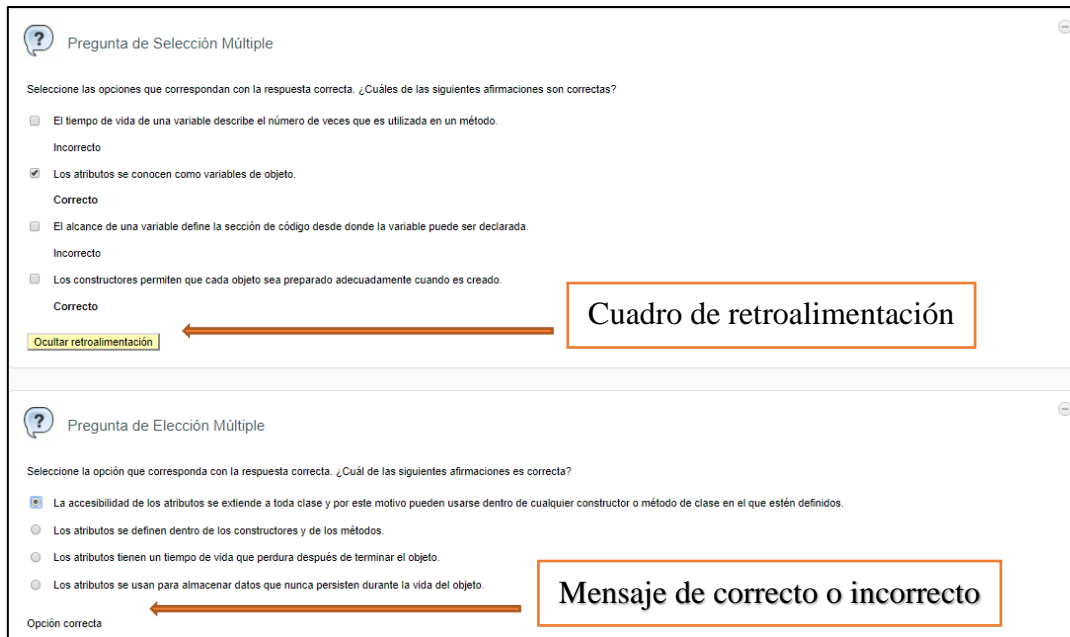 Pregunta de Selección Múltiple
Seleccione las opciones que correspondan con la respuesta correcta. ¿Cuáles de las siguientes afirmaciones son correctas?
El tiempo de vida de una variable describe el número de veces que es utilizada en un método.
Incorrecto
Los atributos se conocen como variables de objeto.
Correcto
El alcance de una variable define la sección de código desde donde la variable puede ser declarada.
Incorrecto
Los constructores permiten que cada objeto sea preparado adecuadamente cuando es creado.
Correcto
Cuadro de retroalimentación
Ocultar retroalimentación
Pregunta de Elección Múltiple
Seleccione la opción que corresponda con la respuesta correcta. ¿Cuál de las siguientes afirmaciones es correcta?
La accesibilidad de los atributos se extiende a toda clase y por este motivo pueden usarse dentro de cualquier constructor o método de clase en el que estén definidos.
Los atributos se definen dentro de los constructores y de los métodos.
Los atributos tienen un tiempo de vida que perdura después de terminar el objeto.
Los atributos se usan para almacenar datos que nunca persisten durante la vida del objeto.
Mensaje de correcto o incorrecto
Opción correcta